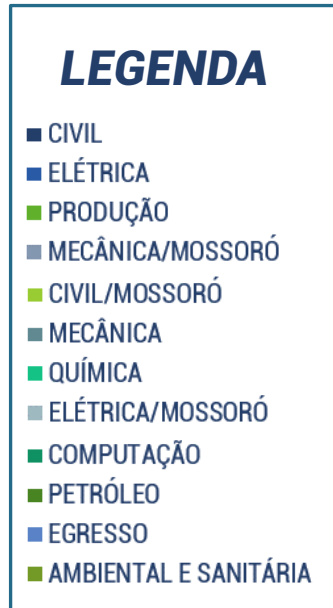 LEGENDA
CIVIL
ELÉTRICA
PRODUÇÃO
MECÂNICA/MOSSORÓ
CIVIL/MOSSORÓ
MECÂNICA
QUÍMICA
ELÉTRICA/MOSSORÓ
COMPUTAÇÃO
PETRÓLEO
EGRESSO
AMBIENTAL E SANITÁRIA